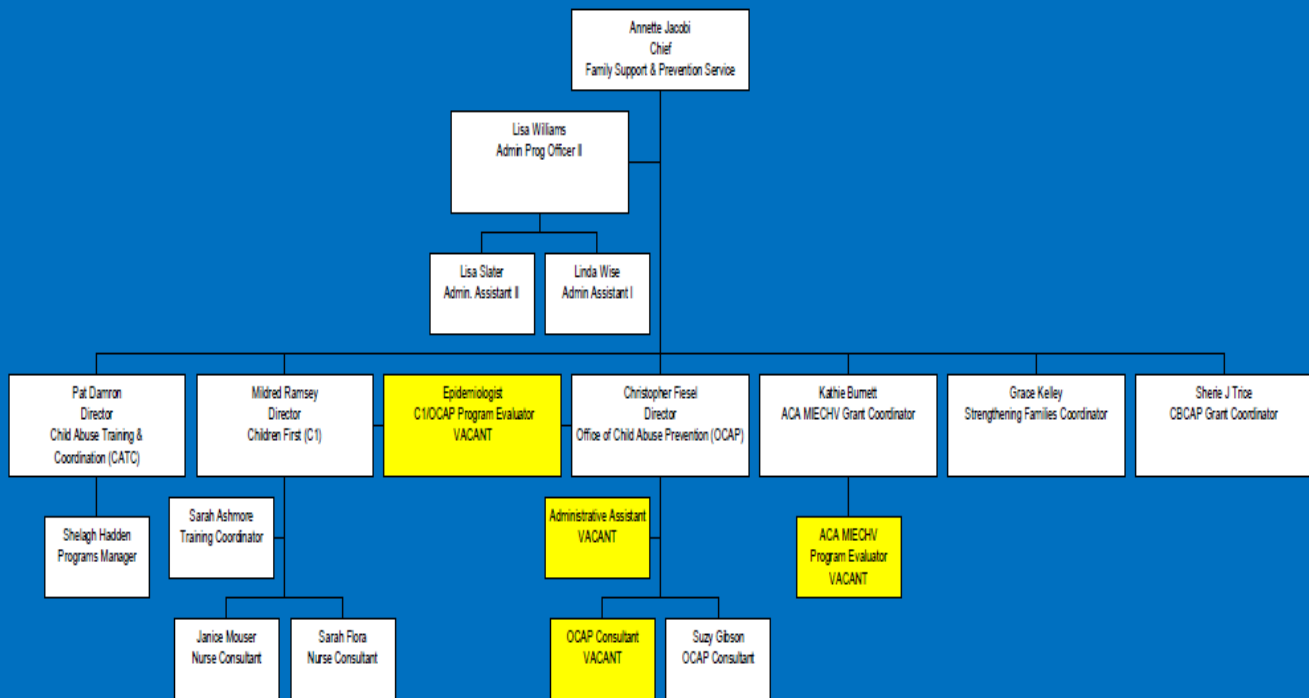 Annette Jacobi
Chief
Family Support & Prevention Service
Lisa Williams
Admin Prog Officer II
Lisa Slater
Admin. Assistant II
Linda Wise
Admin Assistant I
Pat Damron
Director
Child Abuse Training &
Coordination (CATC)
Mildred Ramsey
Director
Children First (C1)
Epidemiologist
C1/OCAP Program Evaluator
VACANT
Christopher Fiesel
Director
Office of Child Abuse Prevention (OCAP)
Kathie Burnett
ACA MIECHV Grant Coordinator
Grace Kelley
Strengthening Families Coordinator
Sherie J Trice
CBCAP Grant Coordinator
Shelagh Hadden
Programs Manager
Sarah Ashmore
Training Coordinator
Administrative Assistant
VACANT
ACA MIECHV
Program Evaluator
VACANT
Janice Mouser
Nurse Consultant
Sarah Flora
Nurse Consultant
OCAP Consultant
VACANT
Suzy Gibson
OCAP Consultant